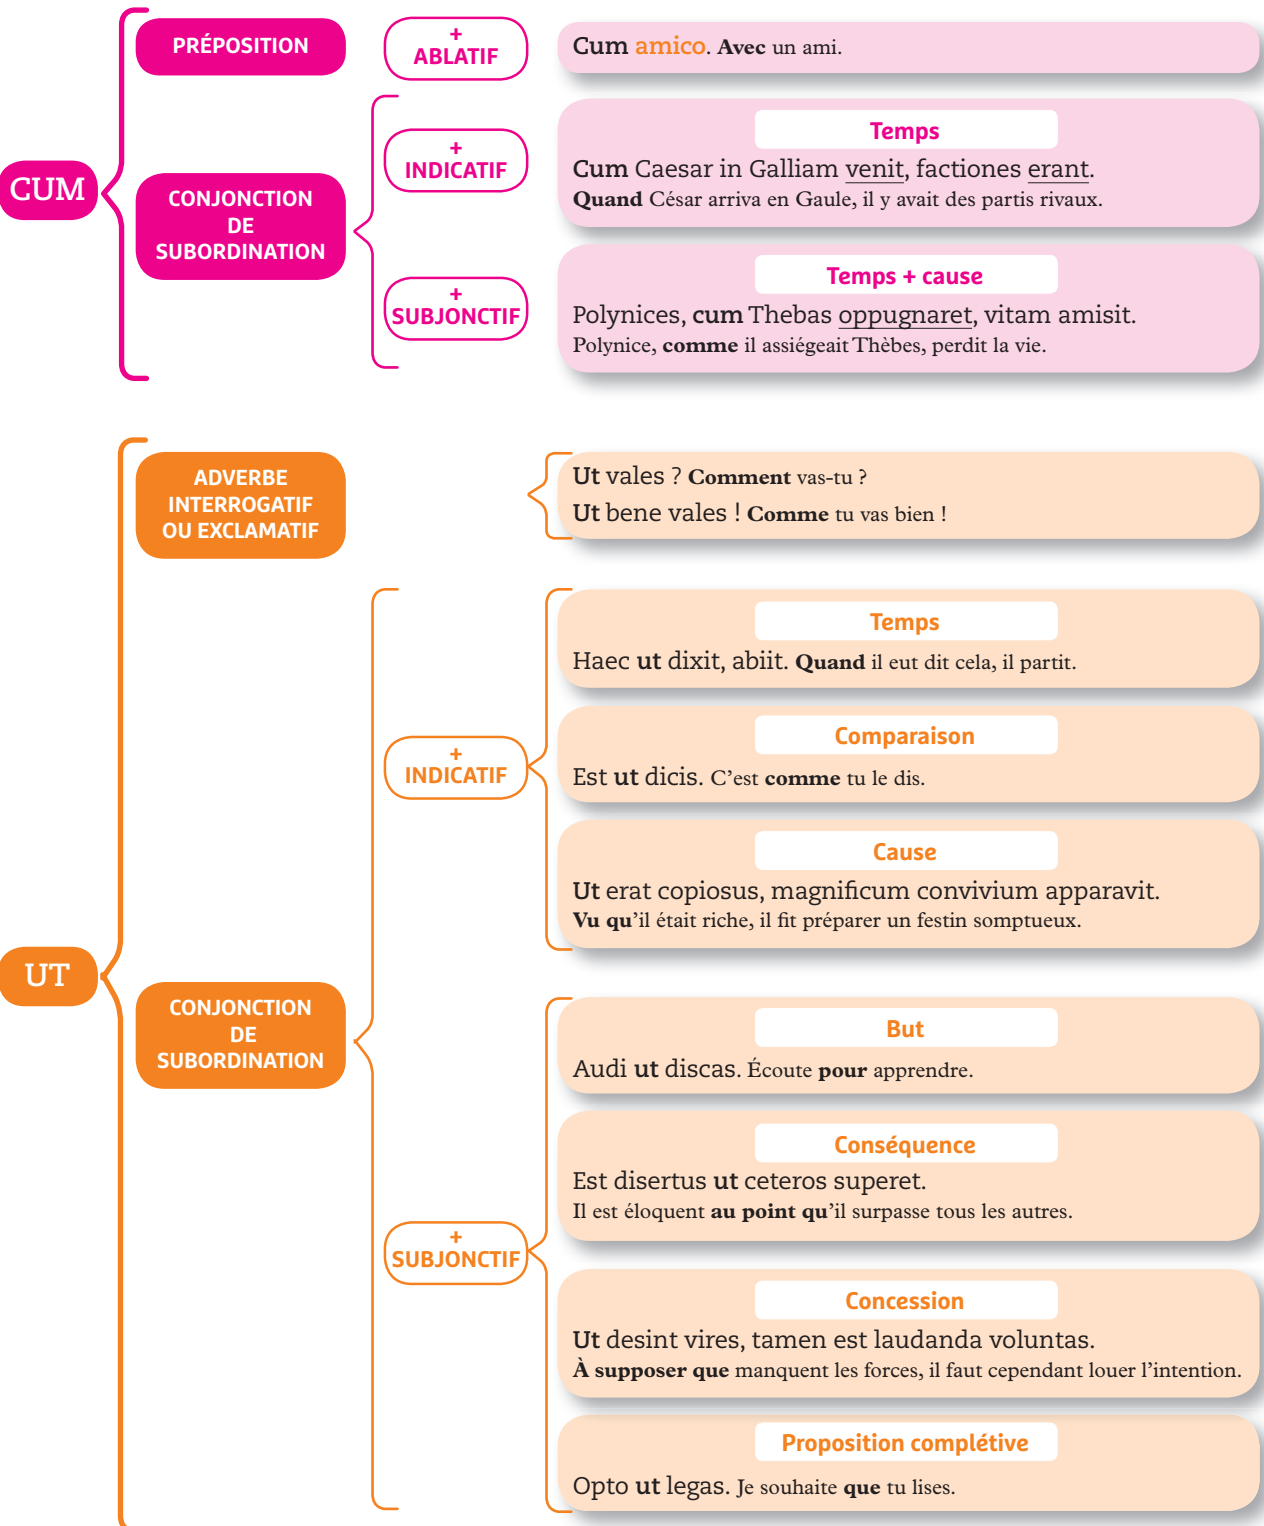 CUM
PRÉPOSITION
+
ABLATIF
Cum amico. Avec un ami.
CONJONCTION
DE
SUBORDINATION
+
INDICATIF
Temps
Cum Caesar in Galliam venit, factiones erant.
Quand César arriva en Gaule, il y avait des partis rivaux.
+
SUBJONCTIF
Temps + cause
Polynices, cum Thebas oppugnaret, vitam amisit.
Polynice, comme il assiégeait Thèbes, perdit la vie.
UT
ADVERBE
INTERROGATIF
OU EXCLAMATIF
Ut vales ? Comment vas-tu ?
Ut bene vales ! Comme tu vas bien !
CONJONCTION
DE
SUBORDINATION
+
INDICATIF
Temps
Haec ut dixit, abiit. Quand il eut dit cela, il partit.
Comparaison
Est ut dicis. C’est comme tu le dis.
Cause
Ut erat copiosus, magnificum convivium apparavit.
Vu qu’il était riche, il fit préparer un festin somptueux.
+
SUBJONCTIF
But
Audi ut discas. Écoute pour apprendre.
Conséquence
Est disertus ut ceteros superet.
Il est éloquent au point qu’il surpasse tous les autres.
Concession
Ut desint vires, tamen est laudanda voluntas.
À supposer que manquent les forces, il faut cependant louer l’intention.
Proposition complétive
Opto ut legas. Je souhaite que tu lises.